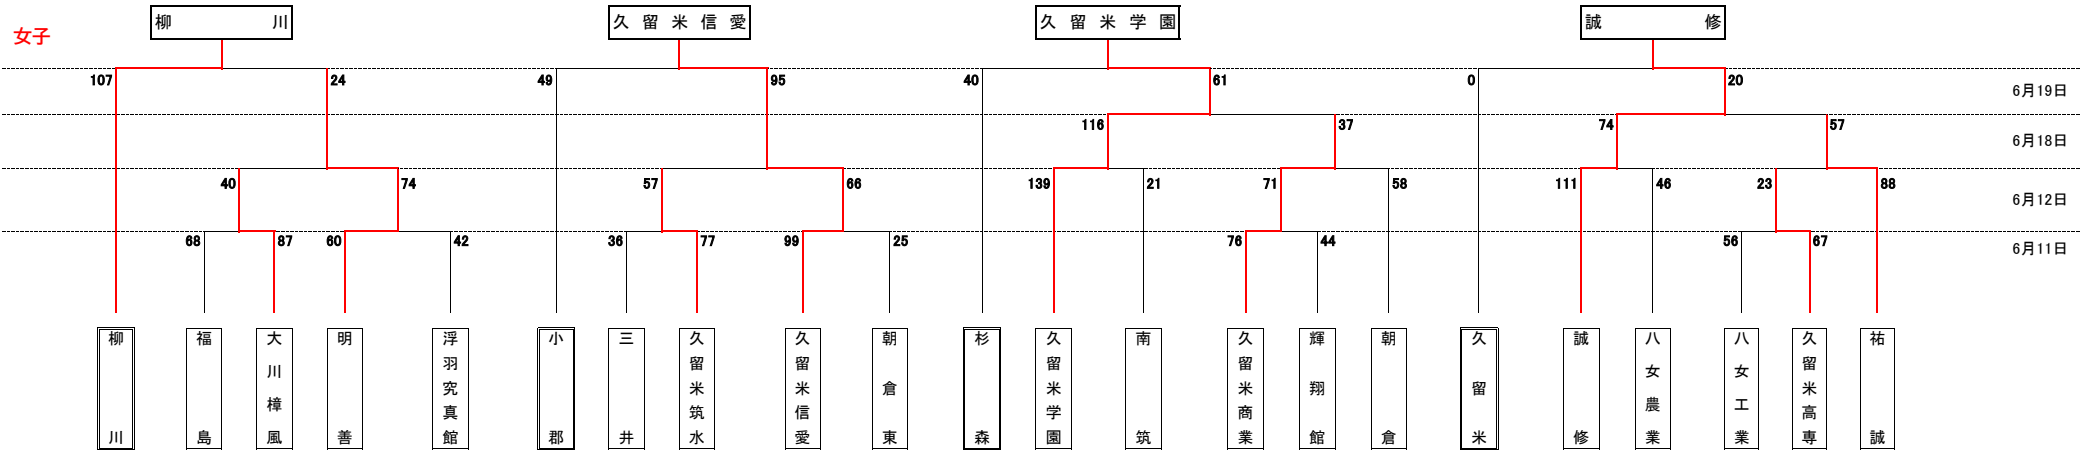 女子
柳川
久留米信愛
久留米学園
誠修
107 24 49 95 40 61 0 20
6月19日
116 37 74 57
6月18日
40 74 57 66 139 21 71 58 111 46 23 88
6月12日
68 87 60 42 36 77 99 25 76 44 56 67
6月11日
柳川
福島
大川樟風
明善
浮羽究真館
小郡
三井
久留米筑水
久留米信愛
朝倉東
杉森
久留米学園
南筑
久留米商業
輝翔館
朝倉
久留米
誠修
八女農業
八女工業
久留米高専
祐誠